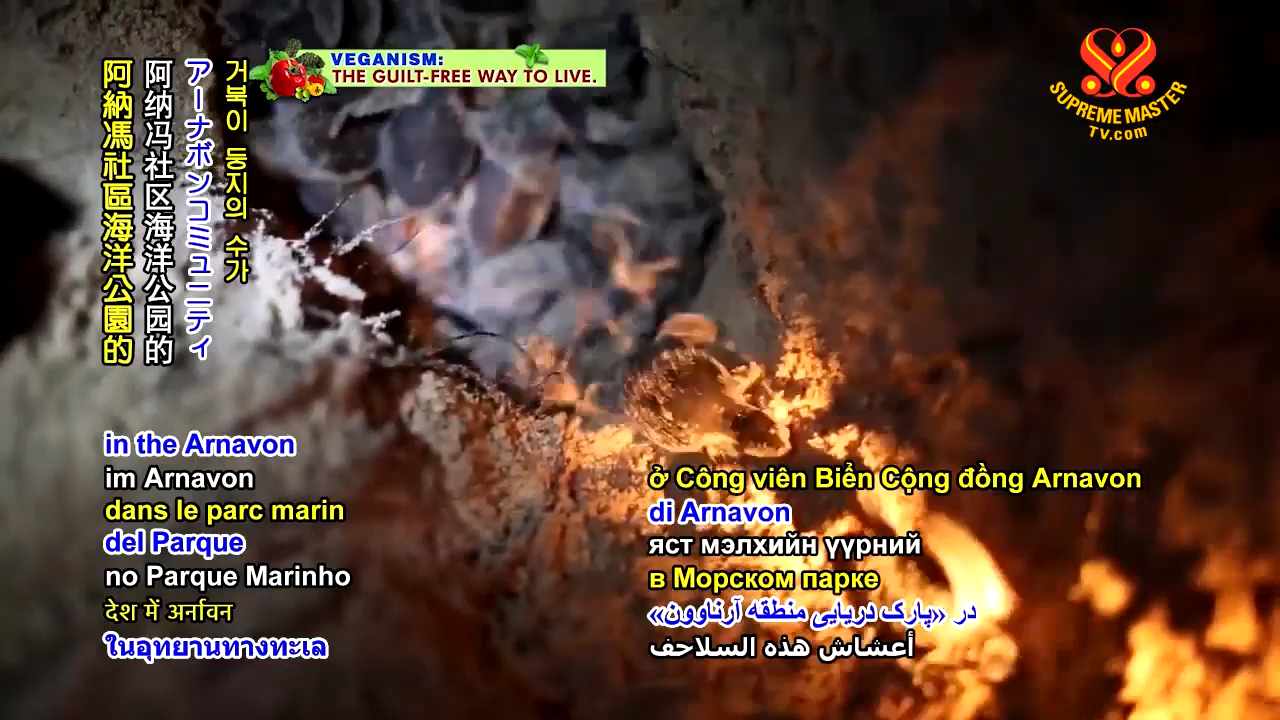 VEGANISM:
THE GUILT-FREE WAY TO LIVE.
SUPREME MASTER
TV.com
거북이 둥지의 수가
アーナボンコミュニティ
阿纳冯社区海洋公园的
阿納馮社區海洋公園的
in the Arnavon
im Arnavon
dans le parc marin
del Parque
no Parque Marinho
देश में अर्नावन
ในอุทยานทางทะเล
ở Công viên Biển Cộng đồng Arnavon
di Arnavon
яст мэлхийн үүрний
в Морском парке
در «پارک دریایی منطقه آرناوون»
أعشاش هذه السلاحف